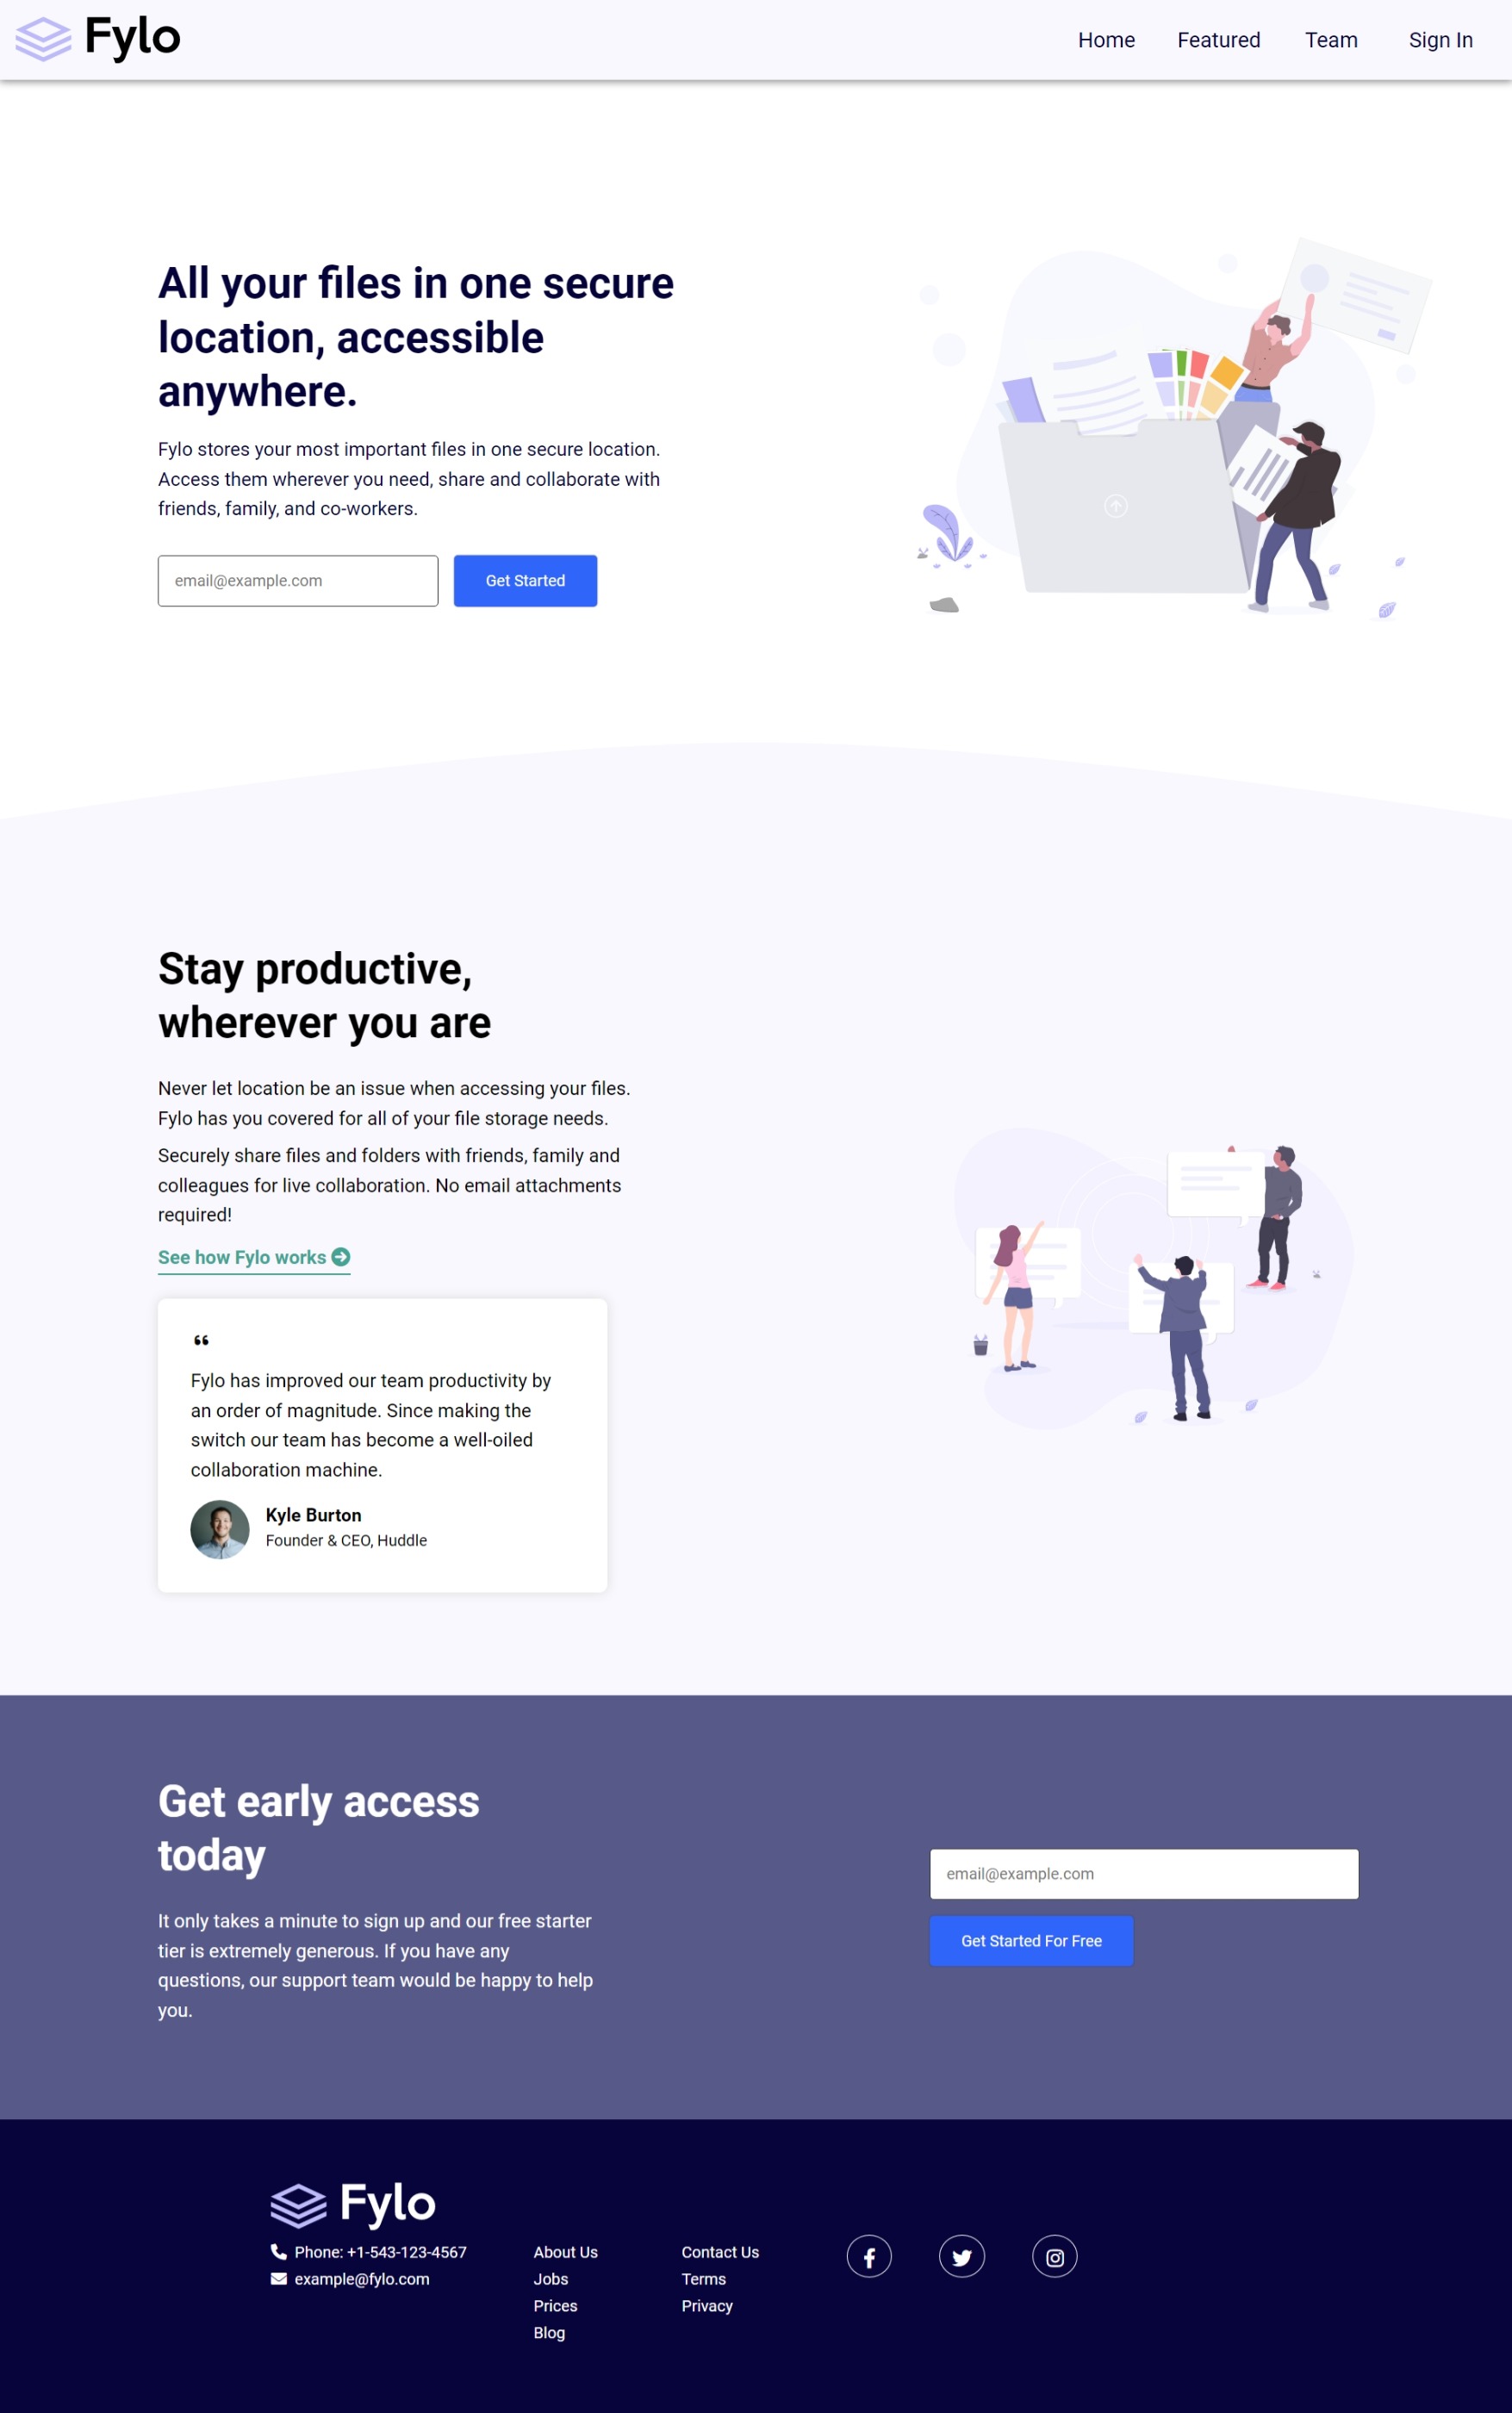 Fylo
Home Featured Team Sign In
All your files in one secure
location, accessible
anywhere.
Fylo stores your most important files in one secure location.
Access them wherever you need, share and collaborate with
friends, family, and co-workers.
email@example.com
Get Started
Stay productive,
wherever you are
Never let location be an issue when accessing your files.
Fylo has you covered for all of your file storage needs.
Securely share files and folders with friends, family and
colleagues for live collaboration. No email attachments
required!
See how Fylo works
“
Fylo has improved our team productivity by
an order of magnitude. Since making the
switch our team has become a well-oiled
collaboration machine.
Kyle Burton
Founder & CEO, Huddle
Get early access
today
It only takes a minute to sign up and our free starter
tier is extremely generous. If you have any
questions, our support team would be happy to help
you.
email@example.com
Get Started For Free
Fylo
Phone: +1-543-123-4567
example@fylo.com
About Us
Jobs
Prices
Blog
Contact Us
Terms
Privacy